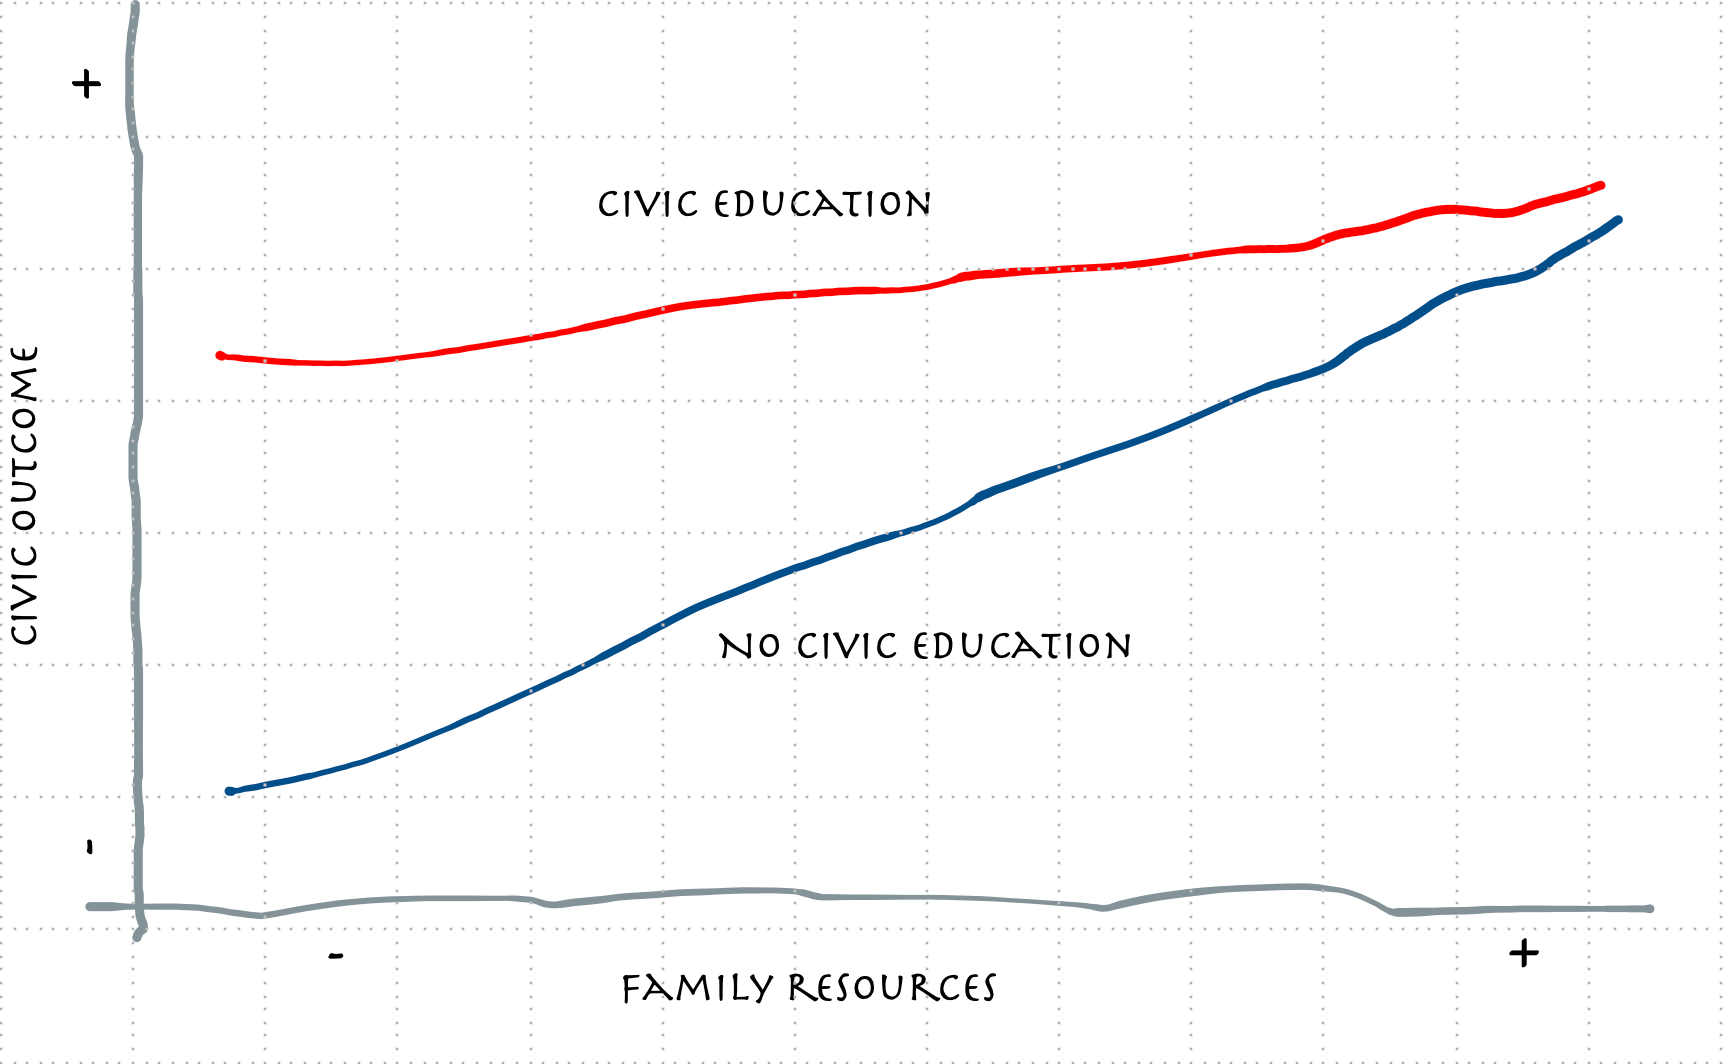 +
CIVIC EDUCATION
CIVIC OUTCOME
NO CIVIC EDUCATION
-
-
+
FAMILY RESOURCES